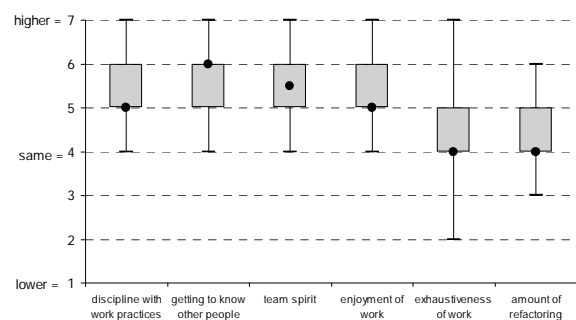 higher = 7
6
5
same = 4
3
2
lower = 1
discipline with
work practices
getting to know
other people
team spirit
enjoyment of
work
exhaustiveness
of work
amount of
refactoring